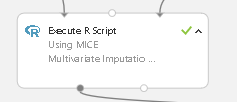 Execute R Script
Using MICE
Multivariate Imputatio ...